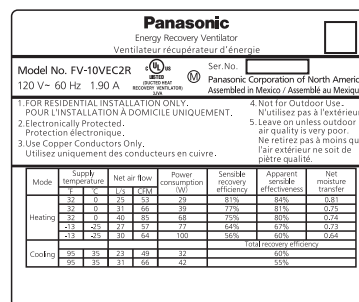 Panasonic
Energy Recovery Ventilator
Ventilateur récupérateur d'énergie
Model No. FV-10VEC2R
120 V~ 60 Hz 1.90 A
C UL US
LISTED
(DUCTED HEAT
RECOVERY VENTILATOR)
Ser.No.
Panasonic Corporation of North Americ
Assembled in Mexico / Assemblé au Mexiqu
1.FOR RESIDENTIAL INSTALLATION ONLY.
POUR L'INSTALLATION À DOMICILE UNIQUEMENT.
2.Electronically Protected.
Protection électronique.
3.Use Copper Conductors Only.
Utilisez uniquement des conducteurs en cuivre.
4.Not for Outdoor Use.
N'utilisez pas à l'extérieur
5.Leave on unless outdoor
air quality is very poor.
Ne retirez pas à moins qu
l'air extérieur ne soit de
piètre qualité.
Mode Supply temperature Net air flow Power consumption (W) Sensible recovery efficiency Apparent sensible effectiveness Net moisture transfer
°F °C L/s CFM
Heating
32 0 25 53 29 81% 84% 0.81
32 0 31 66 39 77% 81% 0.75
32 0 40 85 68 75% 80% 0.74
-13 -25 27 57 77 64% 67% 0.73
-13 -25 30 64 100 56% 60% 0.64
Total recovery efficiency
Cooling
95 35 23 49 32 60%
95 35 31 66 42 55%